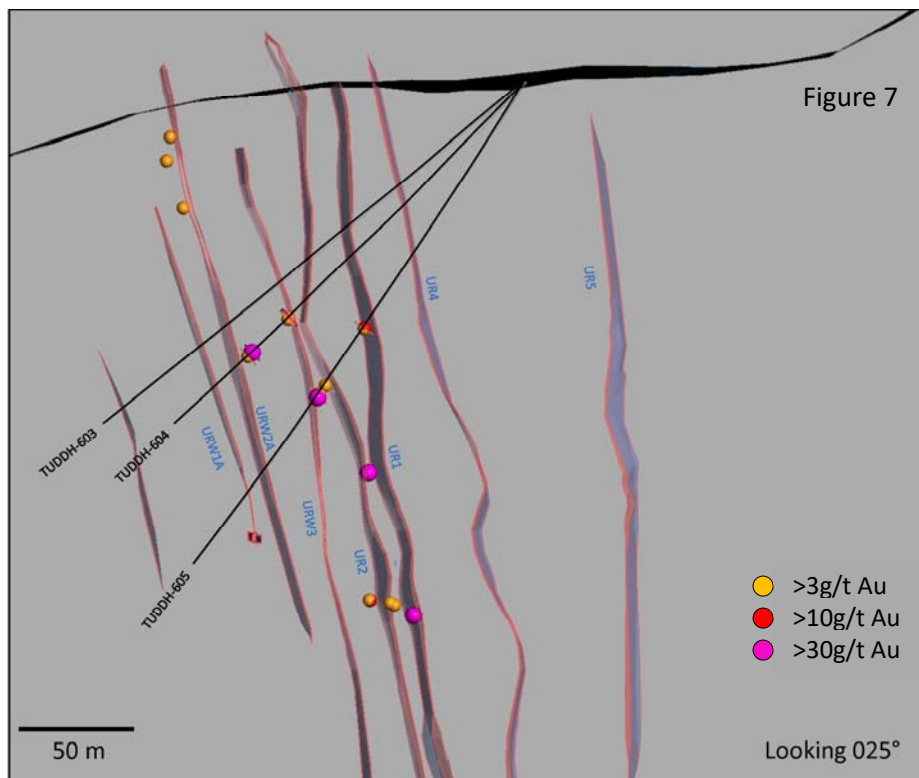 Figure 7
UR4
UR5
TUDDH-603
TUDDH-604
URW1A
URW2A
UR1
URW3
UR2
TUDDH-605
>3g/t Au
>10g/t Au
>30g/t Au
50 m
Looking 025°